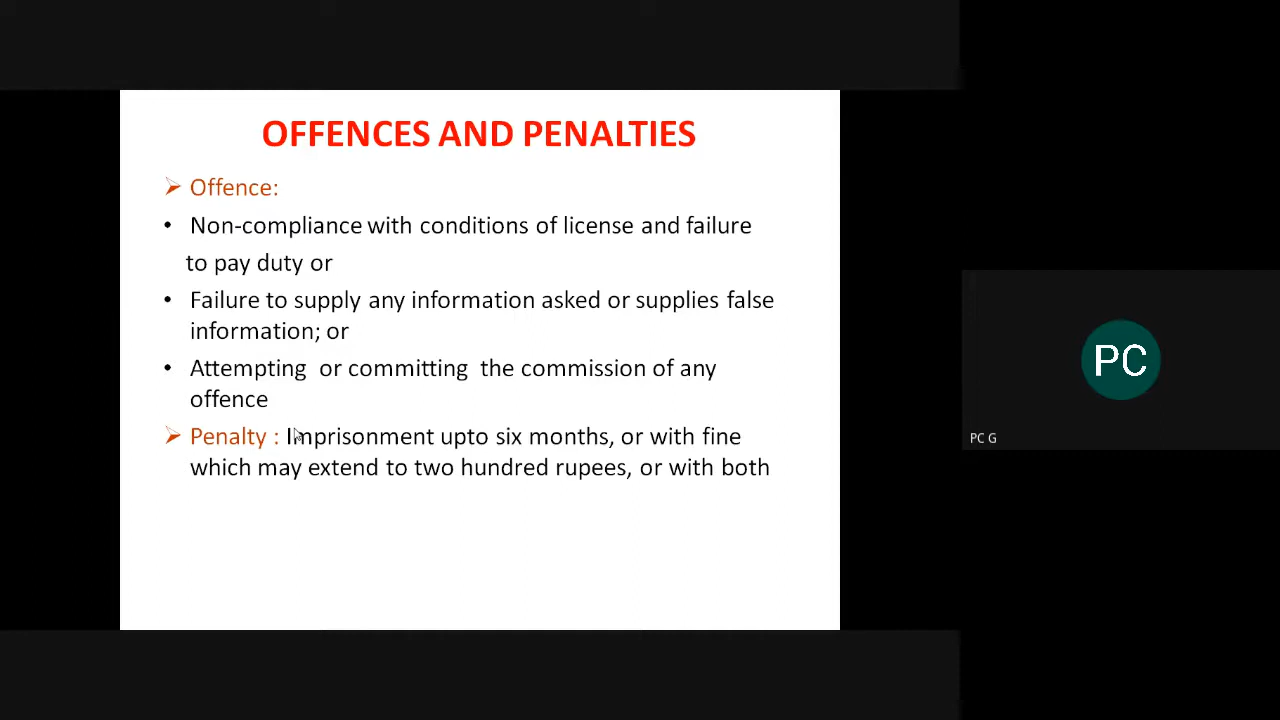 OFFENCES AND PENALTIES
➢ Offence:
• Non-compliance with conditions of license and failure
to pay duty or
• Failure to supply any information asked or supplies false
information; or
• Attempting or committing the commission of any
offence
➢ Penalty : Imprisonment upto six months, or with fine
which may extend to two hundred rupees, or with both
PC
PC G